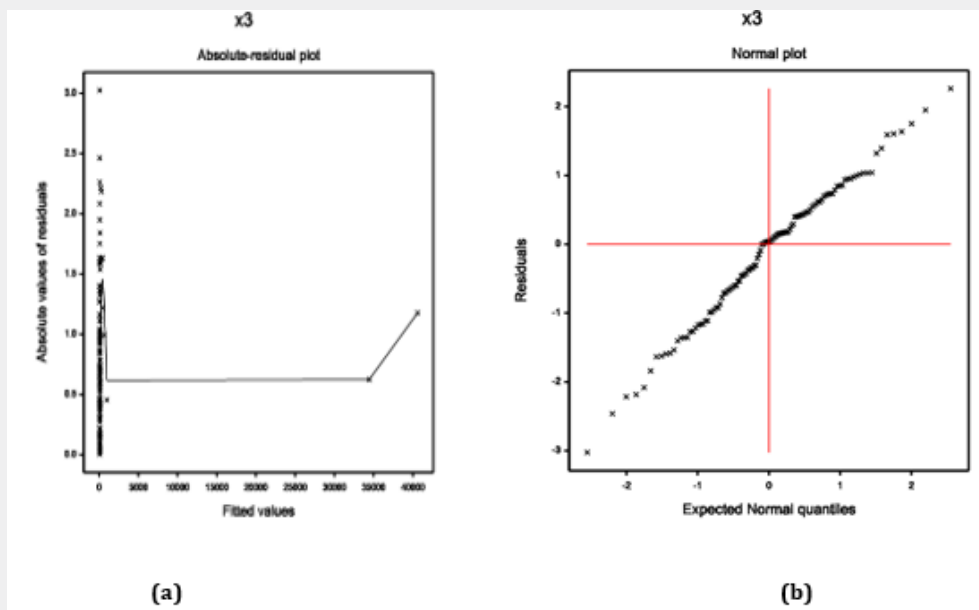 x3
Absolute-residual plot
Absolute values of residuals
3.0
2.5
2.0
1.5
1.0
0.5
0.0
0 5000 10000 15000 20000 25000 30000 35000 40000
Fitted values
(a)
x3
Normal plot
Residuals
2
1
0
-1
-2
-3
-2 -1 0 1 2
Expected Normal quantiles
(b)